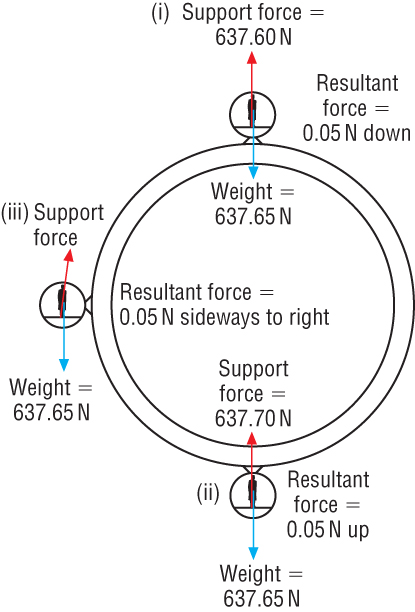 (i) Support force =
637.60 N
Resultant
force =
0.05 N down
Weight =
637.65 N
(iii) Support
force
Resultant force =
0.05 N sideways to right
Weight =
637.65 N
Support
force =
637.70 N
(ii)
Resultant
force =
0.05 N up
Weight =
637.65 N